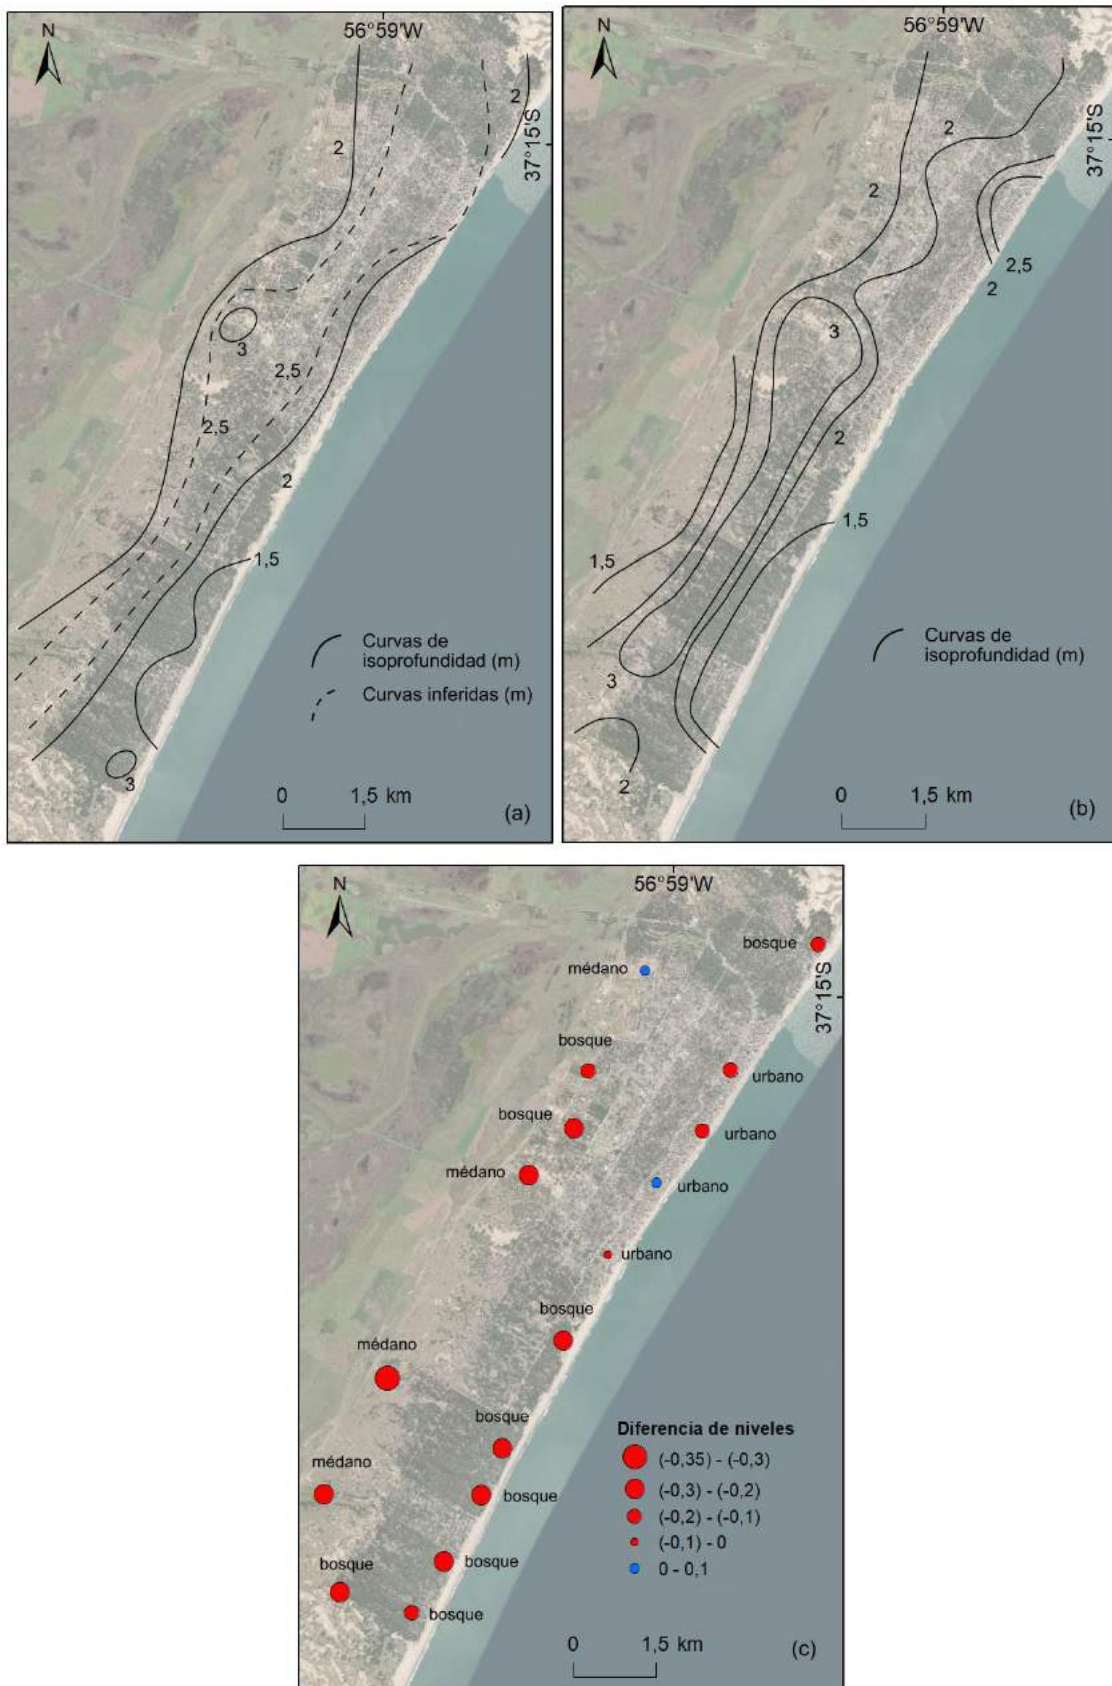 N
56°59'W
37°15'S
2
2
3
2,5
2,5
2
1,5
3
Curvas de
isoprofundidad (m)
Curvas inferidas (m)
0 1,5 km
(a)
N
56°59'W
37°15'S
2
2
2,5
2
3
2
1,5
1,5
3
2
Curvas de
isoprofundidad (m)
0 1,5 km
(b)
N
56°59'W
37°15'S
bosque
médano
bosque
urbano
bosque
urbano
médano
urbano
urbano
bosque
médano
bosque
médano
bosque
bosque
bosque
bosque
Diferencia de niveles
(-0,35) - (-0,3)
(-0,3) - (-0,2)
(-0,2) - (-0,1)
(-0,1) - 0
0 - 0,1
0 1,5 km
(c)